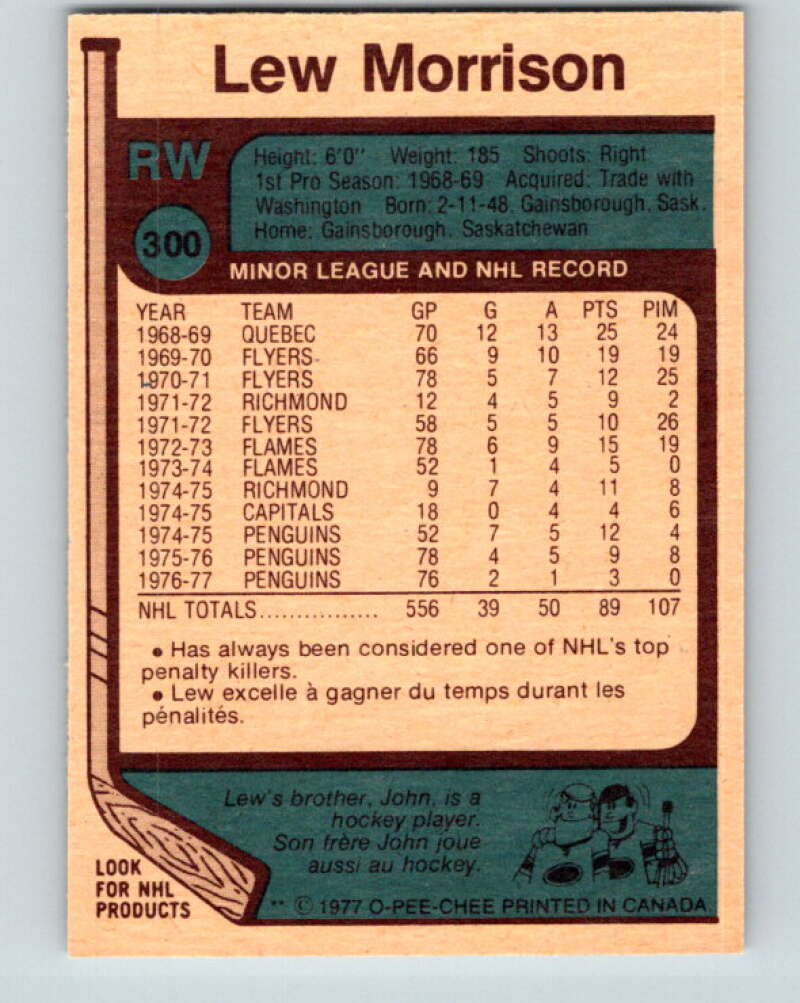 Lew Morrison
RW
300
Height: 6'0" Weight: 185 Shoots: Right
1st Pro Season: 1968-69 Acquired: Trade with
Washington Born: 2-11-48, Gainsborough, Sask.
Home: Gainsborough, Saskatchewan
MINOR LEAGUE AND NHL RECORD
YEAR TEAM GP G A PTS PIM
1968-69 QUEBEC 70 12 13 25 24
1969-70 FLYERS 66 9 10 19 19
1970-71 FLYERS 78 5 7 12 25
1971-72 RICHMOND 12 4 5 9 2
1971-72 FLYERS 58 5 5 10 26
1972-73 FLAMES 78 6 9 15 19
1973-74 FLAMES 52 1 4 5 0
1974-75 RICHMOND 9 7 4 11 8
1974-75 CAPITALS 18 0 4 4 6
1974-75 PENGUINS 52 7 5 12 4
1975-76 PENGUINS 78 4 5 9 8
1976-77 PENGUINS 76 2 1 3 0
NHL TOTALS................ 556 39 50 89 107
• Has always been considered one of NHL's top
penalty killers.
• Lew excelle à gagner du temps durant les
pénalités.
Lew's brother, John, is a
hockey player.
Son frère John joue
aussi au hockey.
LOOK
FOR NHL
PRODUCTS
** © 1977 O-PEE-CHEE PRINTED IN CANADA